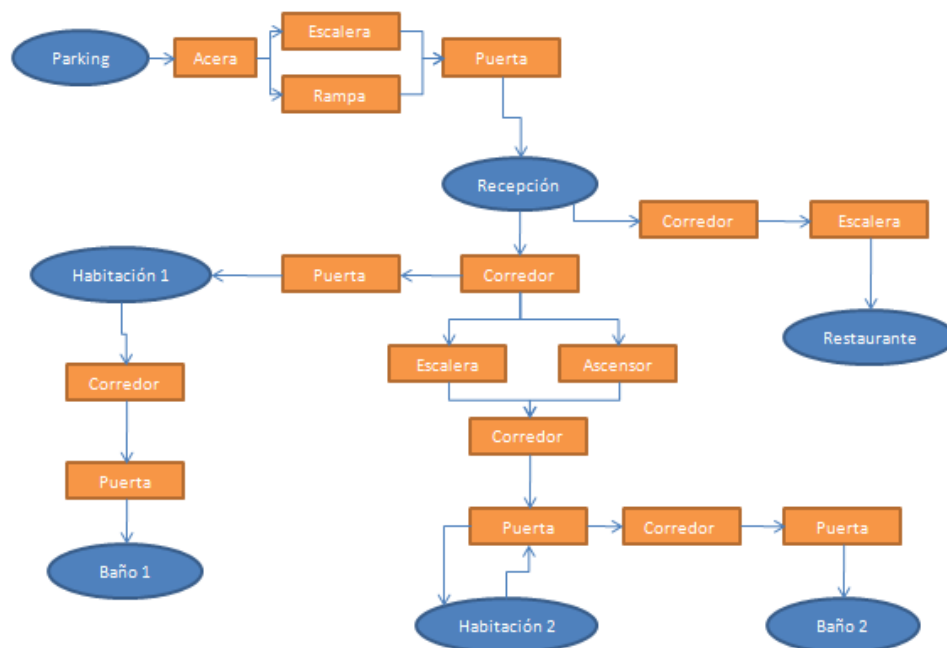 Escalera
Parking
Acera
Puerta
Rampa
Recepción
Corredor
Escalera
Habitación 1
Puerta
Corredor
Restaurante
Escalera
Ascensor
Corredor
Corredor
Puerta
Puerta
Corredor
Puerta
Baño 1
Habitación 2
Baño 2